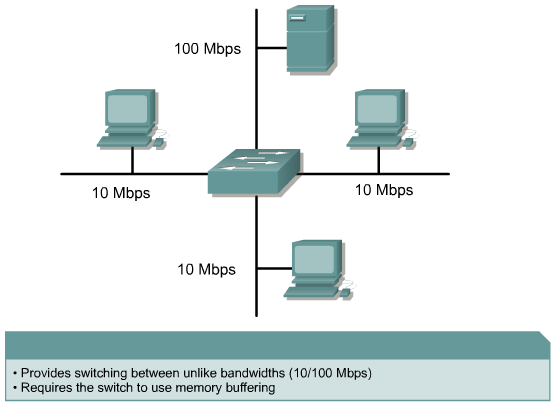 100 Mbps
10 Mbps
10 Mbps
10 Mbps
• Provides switching between unlike bandwidths (10/100 Mbps)
• Requires the switch to use memory buffering